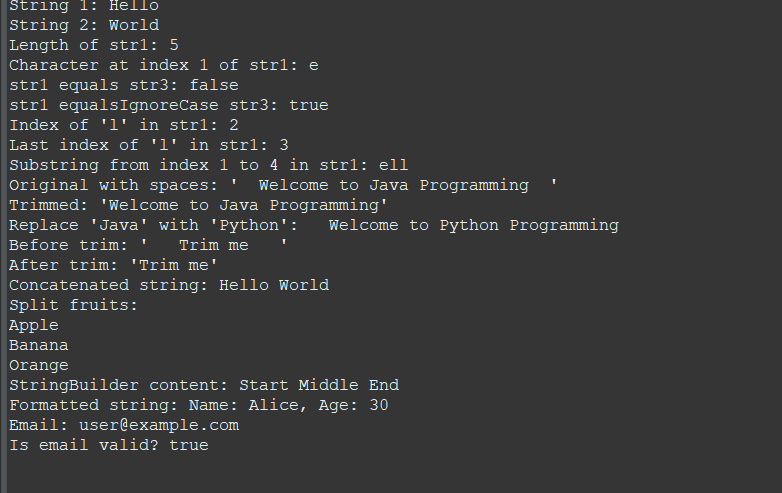 String 1: Hello
String 2: World
Length of str1: 5
Character at index 1 of str1: e
str1 equals str3: false
str1 equalsIgnoreCase str3: true
Index of 'l' in str1: 2
Last index of 'l' in str1: 3
Substring from index 1 to 4 in str1: ell
Original with spaces: '  Welcome to Java Programming  '
Trimmed: 'Welcome to Java Programming'
Replace 'Java' with 'Python':   Welcome to Python Programming
Before trim: '   Trim me   '
After trim: 'Trim me'
Concatenated string: Hello World
Split fruits:
Apple
Banana
Orange
StringBuilder content: Start Middle End
Formatted string: Name: Alice, Age: 30
Email: user@example.com
Is email valid? true